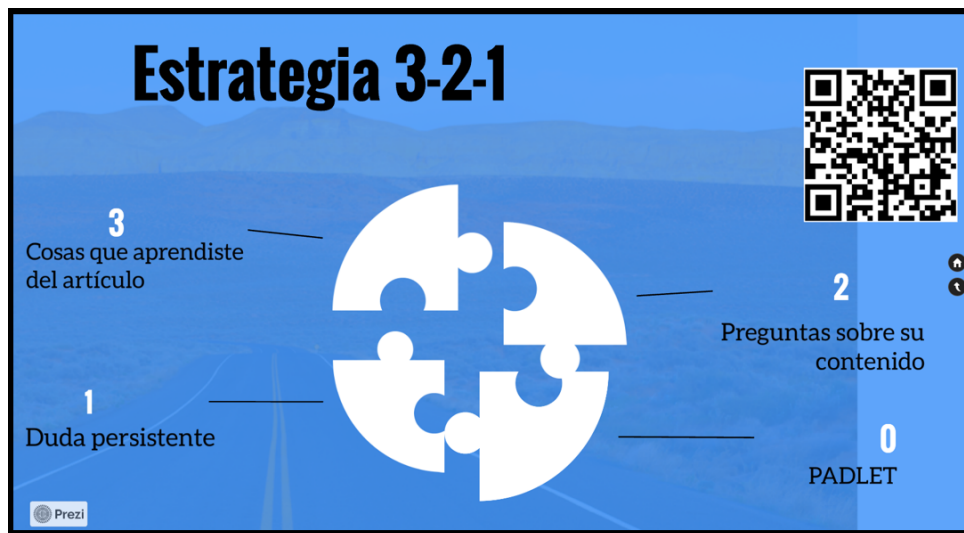 Estrategia 3-2-1
3
Cosas que aprendiste
del artículo
2
Preguntas sobre su
contenido
1
Duda persistente
0
PADLET
Prezi